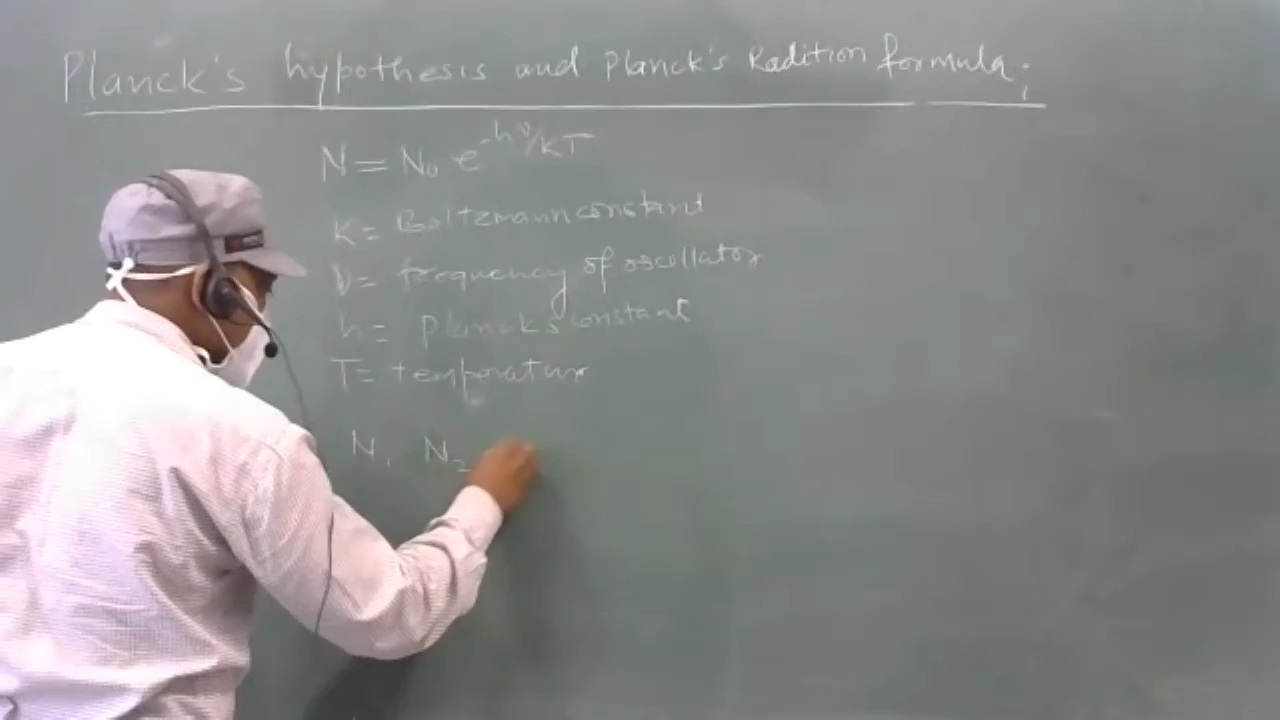 Planck's hypothesis and Planck's Radition formula;
N = N₀ e^-hν/KT
K = Boltzmann constant
ν = frequency of oscillator
h = Planck's constant
T = temperature
N₁ N₂